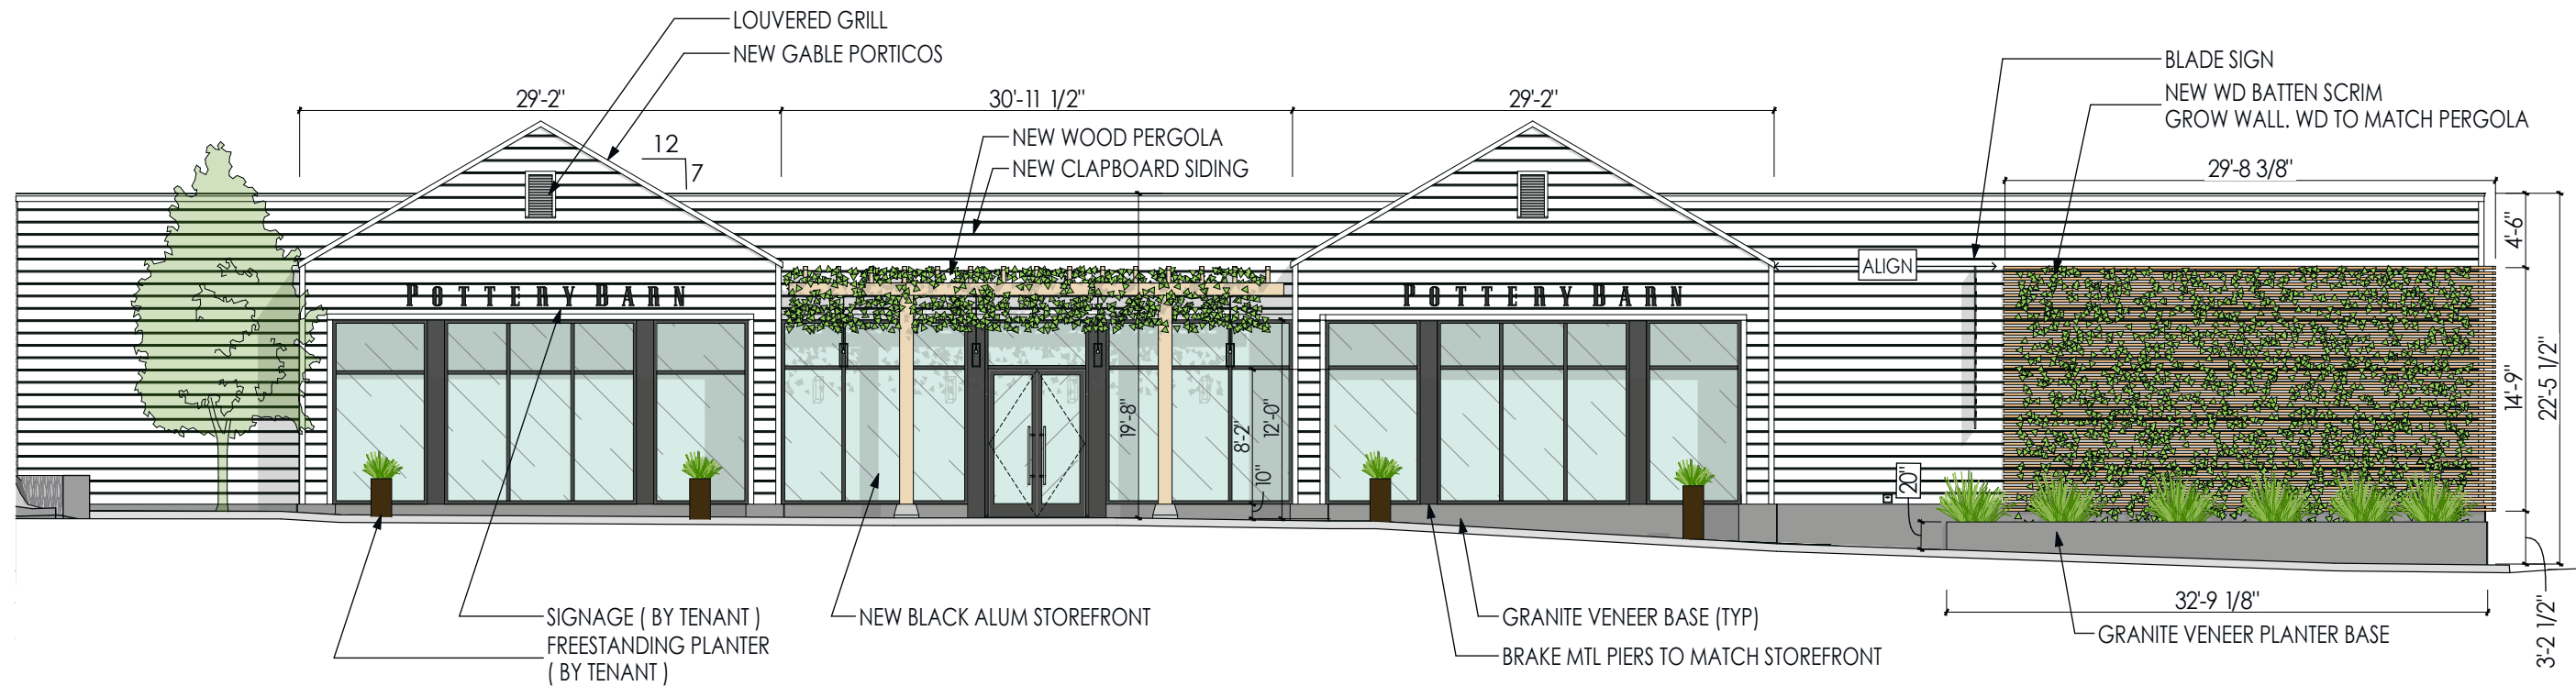 LOUVERED GRILL
NEW GABLE PORTICOS
BLADE SIGN
NEW WD BATTEN SCRIM
GROW WALL. WD TO MATCH PERGOLA
29'-2"
30'-11 1/2"
29'-2"
12
7
NEW WOOD PERGOLA
NEW CLAPBOARD SIDING
29'-8 3/8"
4'-6"
ALIGN
POTTERY BARN
POTTERY BARN
19'-8"
8'-2"
12'-0"
10"
14'-9"
22'-5 1/2"
20"
SIGNAGE ( BY TENANT )
FREESTANDING PLANTER
( BY TENANT )
NEW BLACK ALUM STOREFRONT
GRANITE VENEER BASE (TYP)
BRAKE MTL PIERS TO MATCH STOREFRONT
32'-9 1/8"
GRANITE VENEER PLANTER BASE
3'-2 1/2"